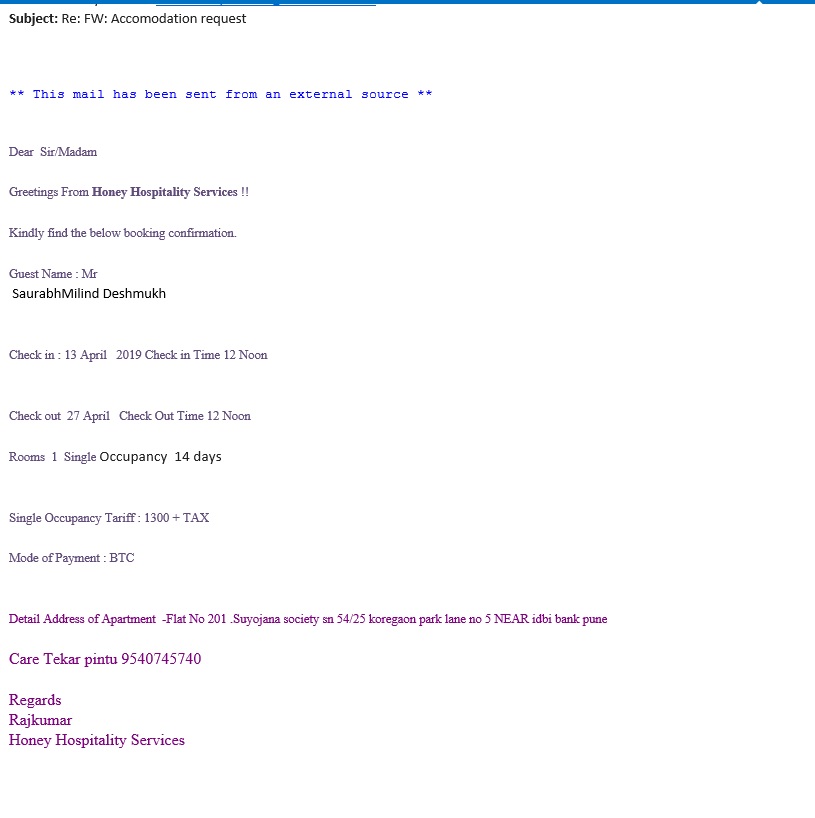 Subject: Re: FW: Accomodation request
** This mail has been sent from an external source **
Dear Sir/Madam
Greetings From Honey Hospitality Services !!
Kindly find the below booking confirmation.
Guest Name : Mr
SaurabhMilind Deshmukh
Check in : 13 April 2019 Check in Time 12 Noon
Check out 27 April Check Out Time 12 Noon
Rooms 1 Single Occupancy 14 days
Single Occupancy Tariff : 1300 + TAX
Mode of Payment : BTC
Detail Address of Apartment -Flat No 201 .Suyojana society sn 54/25 koregaon park lane no 5 NEAR idbi bank pune
Care Tekar pintu 9540745740
Regards
Rajkumar
Honey Hospitality Services